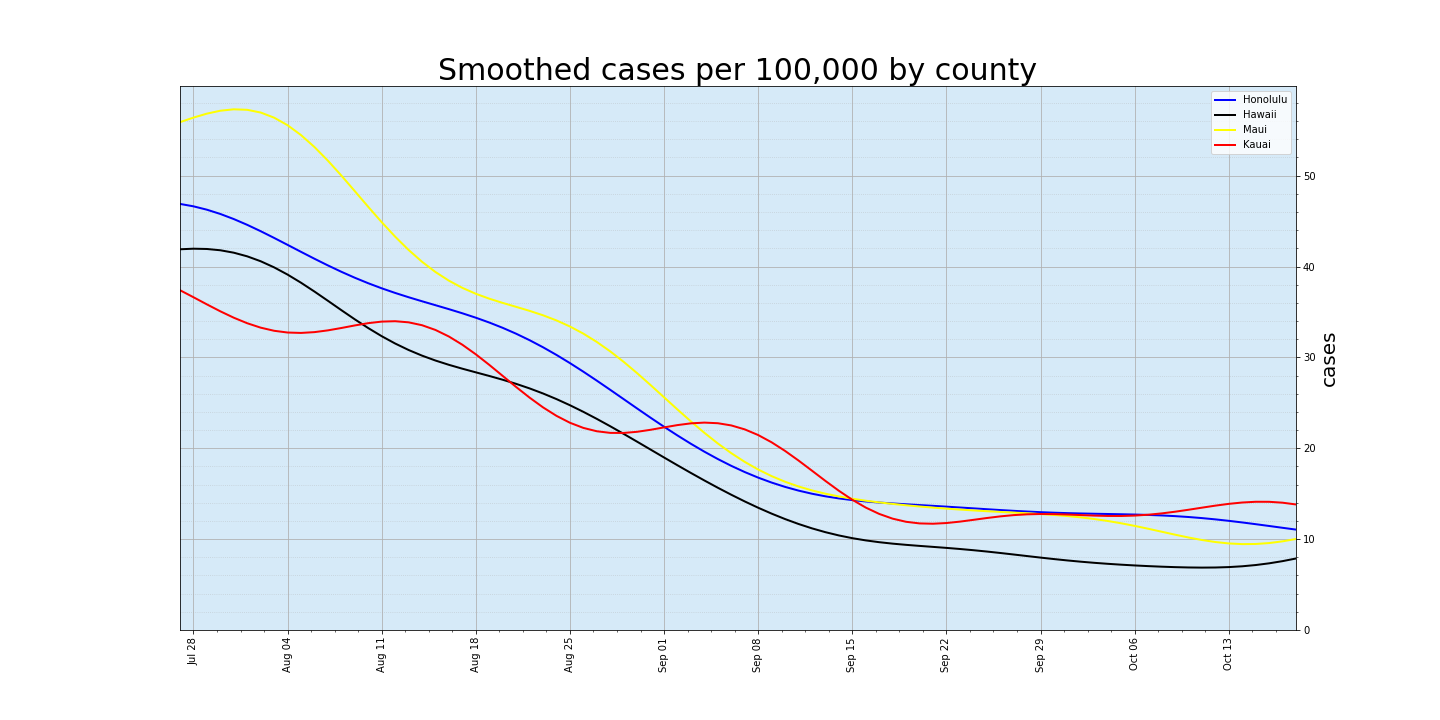 Smoothed cases per 100,000 by county
Honolulu
Hawaii
Maui
Kauai
50
40
30
20
10
0
cases
Jul 28
Aug 04
Aug 11
Aug 18
Aug 25
Sep 01
Sep 08
Sep 15
Sep 22
Sep 29
Oct 06
Oct 13